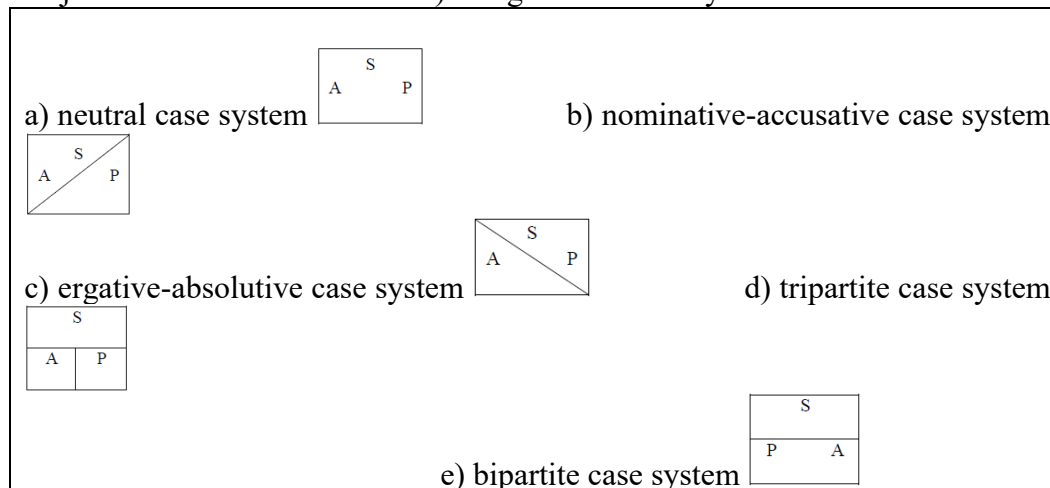 S
A P
a) neutral case system b) nominative-accusative case system
S
A P
S
A P
c) ergative-absolutive case system d) tripartite case system
S
A P
S
P A
e) bipartite case system